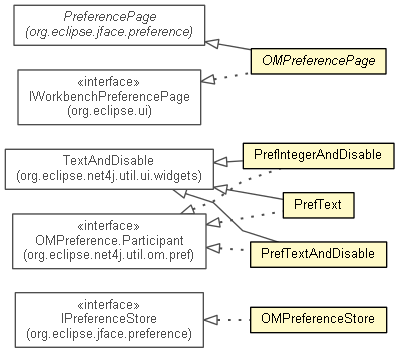 PreferencePage
(org.eclipse.jface.preference)
OMPreferencePage
«interface»
IWorkbenchPreferencePage
(org.eclipse.ui)
TextAndDisable
(org.eclipse.net4j.util.ui.widgets)
PrefIntegerAndDisable
PrefText
«interface»
OMPreference.Participant
(org.eclipse.net4j.util.om.pref)
PrefTextAndDisable
«interface»
IPreferenceStore
(org.eclipse.jface.preference)
OMPreferenceStore